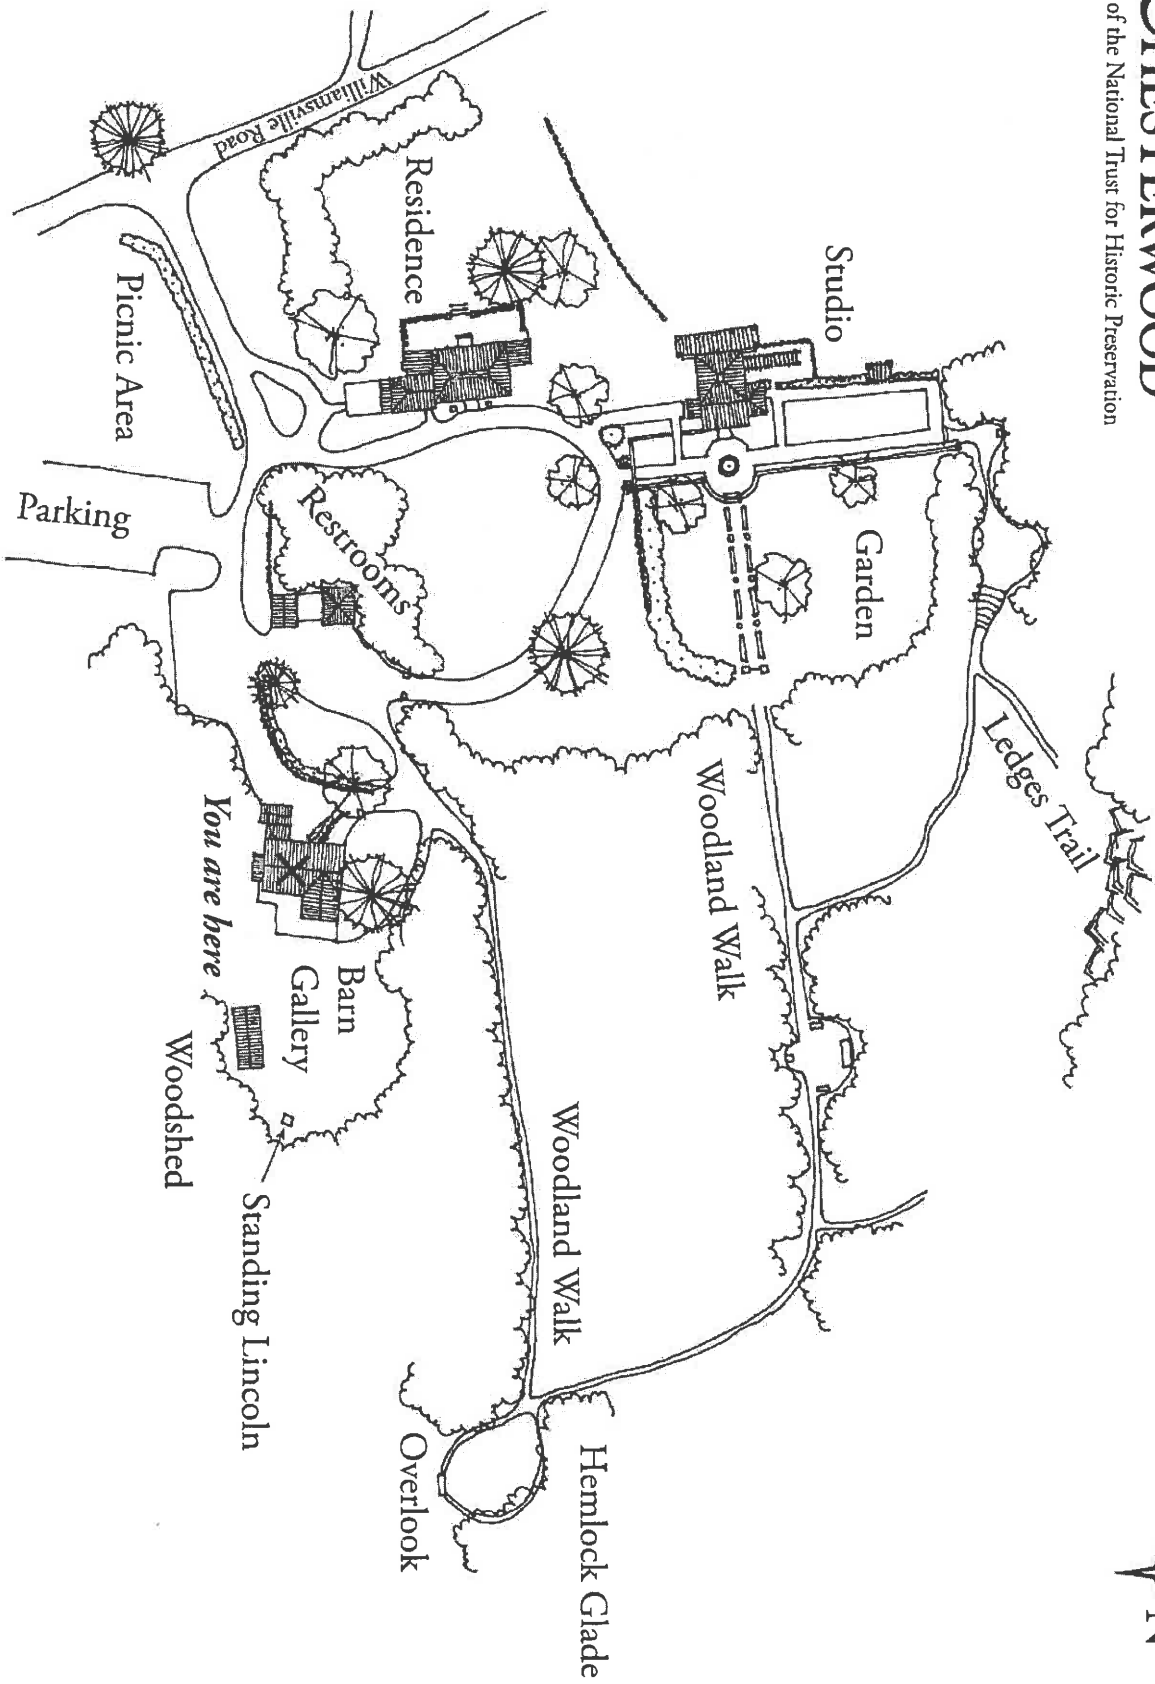 CHESTERWOOD
of the National Trust for Historic Preservation
N
Ledges Trail
Studio
Garden
Woodland Walk
Hemlock Glade
Woodland Walk
Residence
Overlook
Restrooms
Barn
Gallery
Williamsville Road
Standing Lincoln
You are here
Woodshed
Picnic Area
Parking